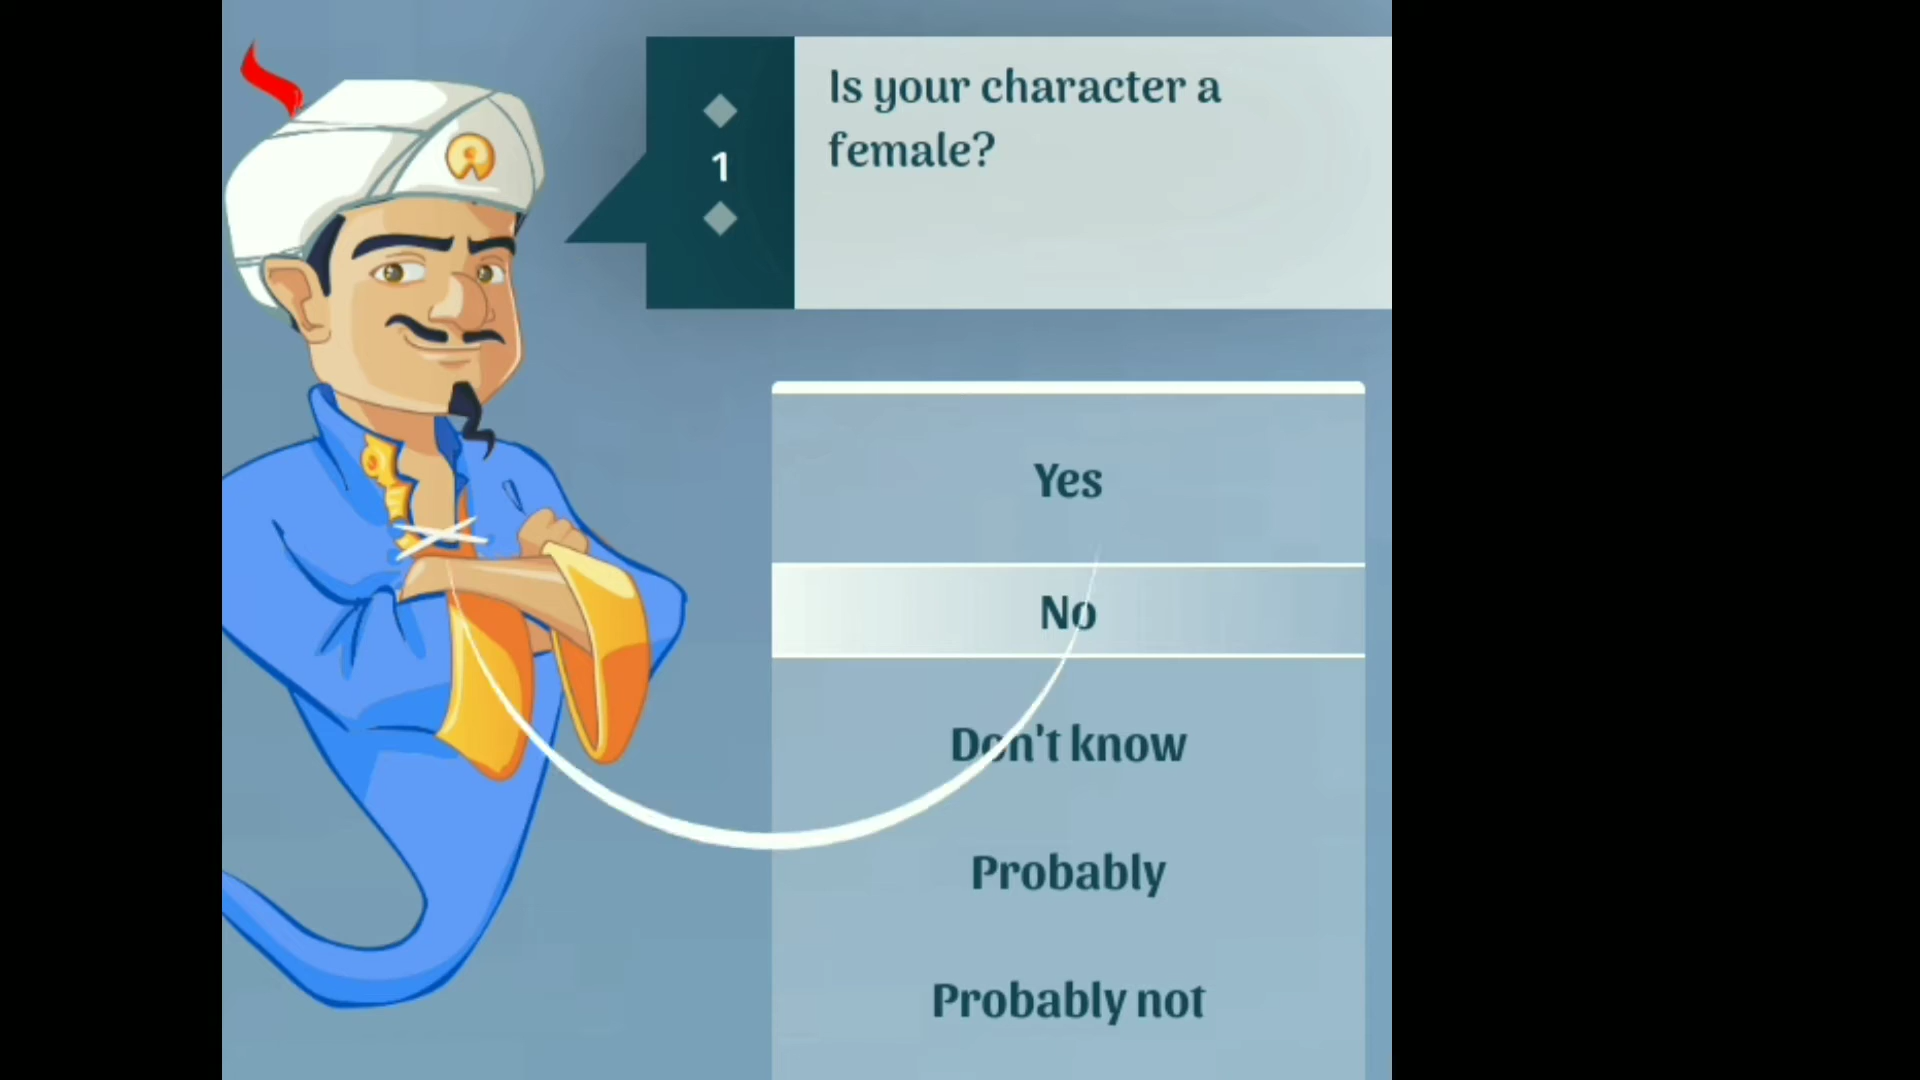 1
Is your character a
female?
Yes
No
Don't know
Probably
Probably not